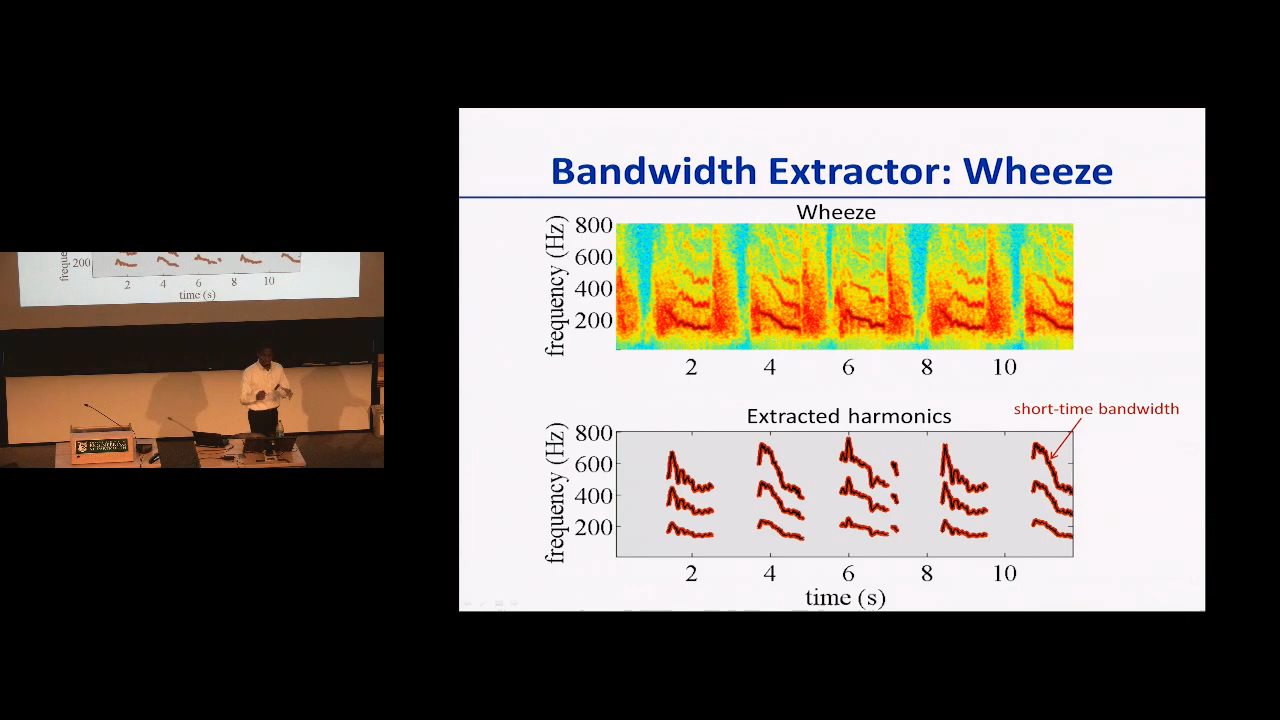 Bandwidth Extractor: Wheeze
Wheeze
frequency (Hz)
800
600
400
200
2 4 6 8 10
Extracted harmonics
short-time bandwidth
frequency (Hz)
800
600
400
200
2 4 6 8 10
time (s)
200
2 4 6 8 10
time (s)